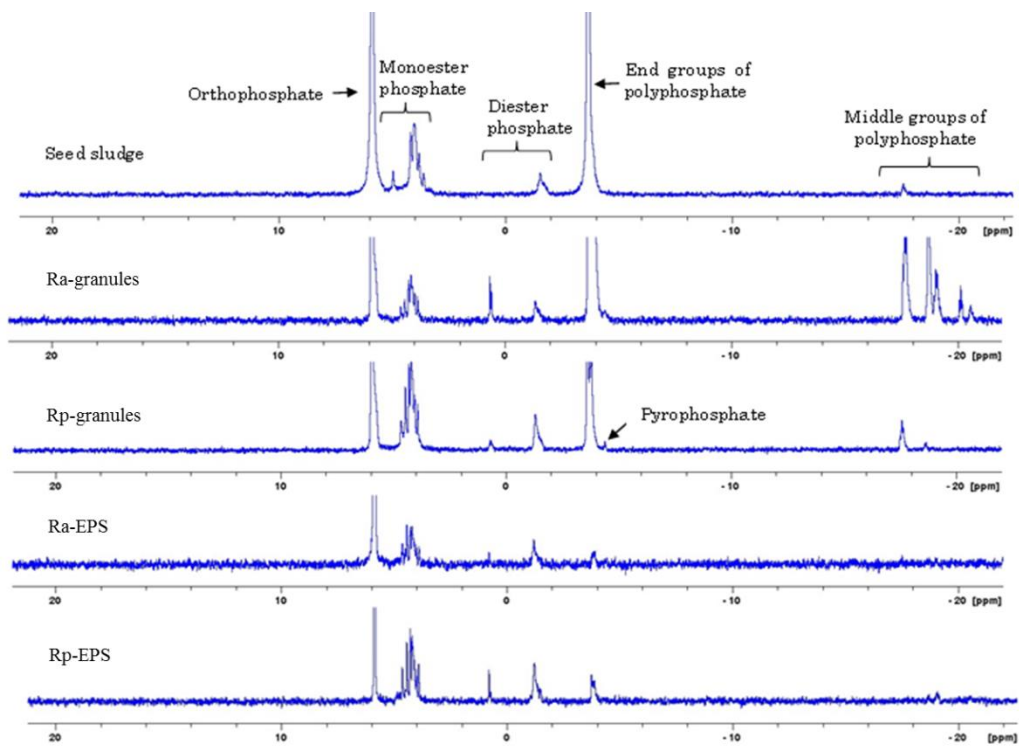 Orthophosphate
Monoester
phosphate
Diester
phosphate
End groups of
polyphosphate
Middle groups of
polyphosphate
Seed sludge
20 10 0 -10 -20 [ppm]
Ra-granules
20 10 0 -10 -20 [ppm]
Rp-granules
Pyrophosphate
20 10 0 -10 -20 [ppm]
Ra-EPS
20 10 0 -10 -20 [ppm]
Rp-EPS
20 10 0 -10 -20 [ppm]